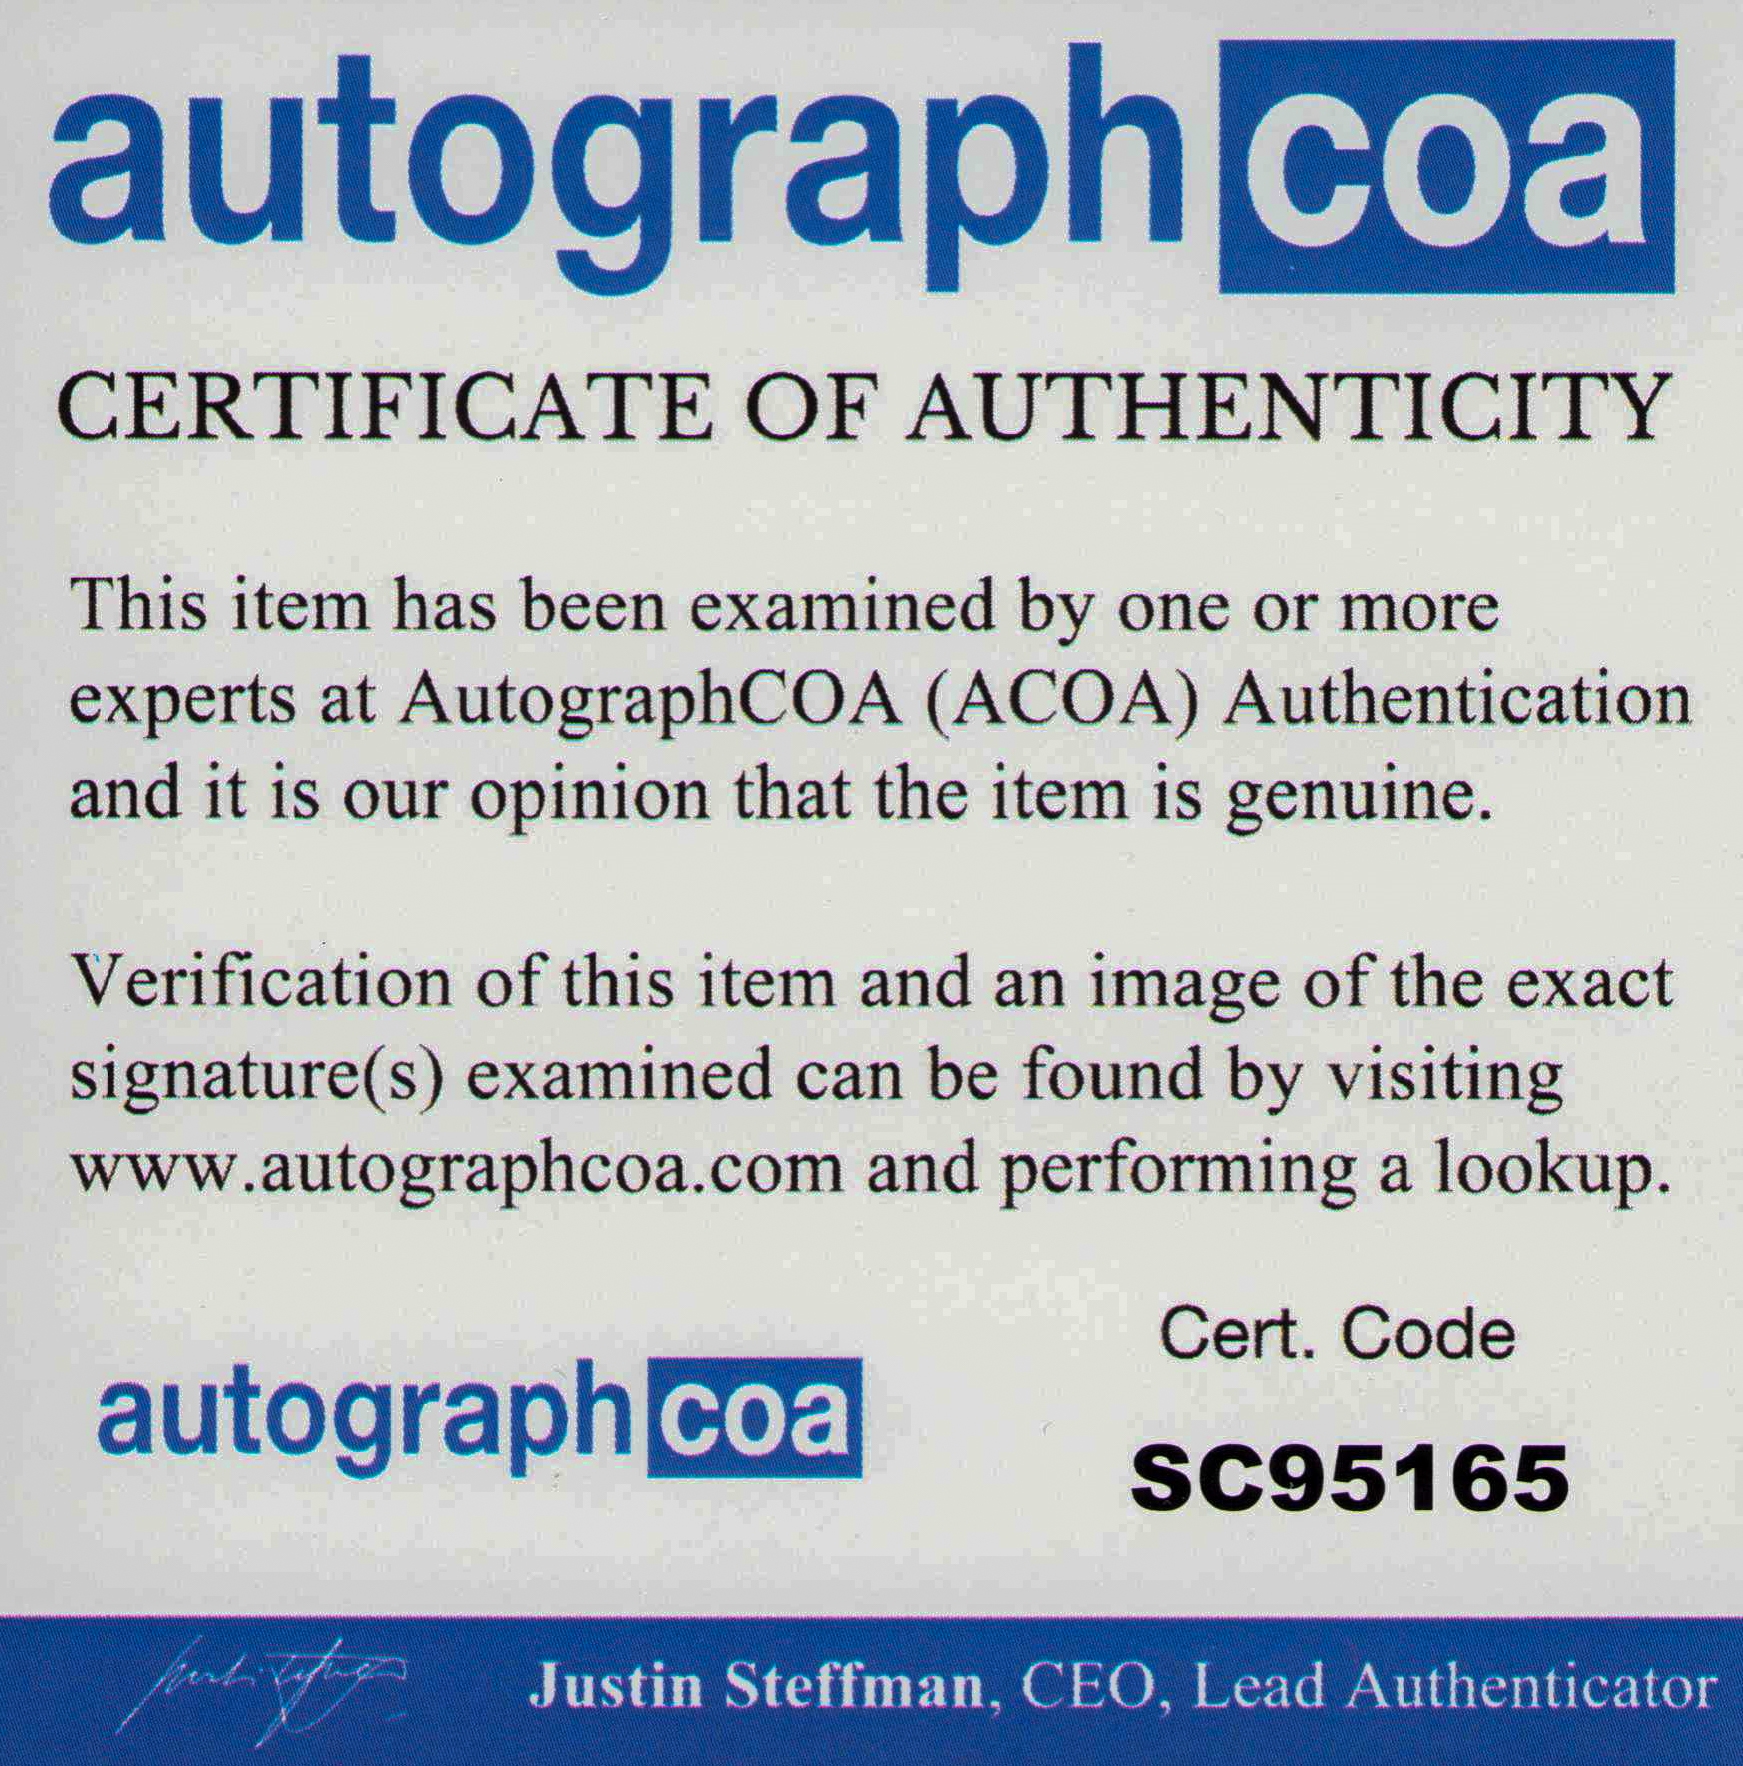 autographcoa
CERTIFICATE OF AUTHENTICITY
This item has been examined by one or more
experts at AutographCOA (ACOA) Authentication
and it is our opinion that the item is genuine.
Verification of this item and an image of the exact
signature(s) examined can be found by visiting
www.autographcoa.com and performing a lookup.
autographcoa
Cert. Code
SC95165
Justin Steffman, CEO, Lead Authenticator